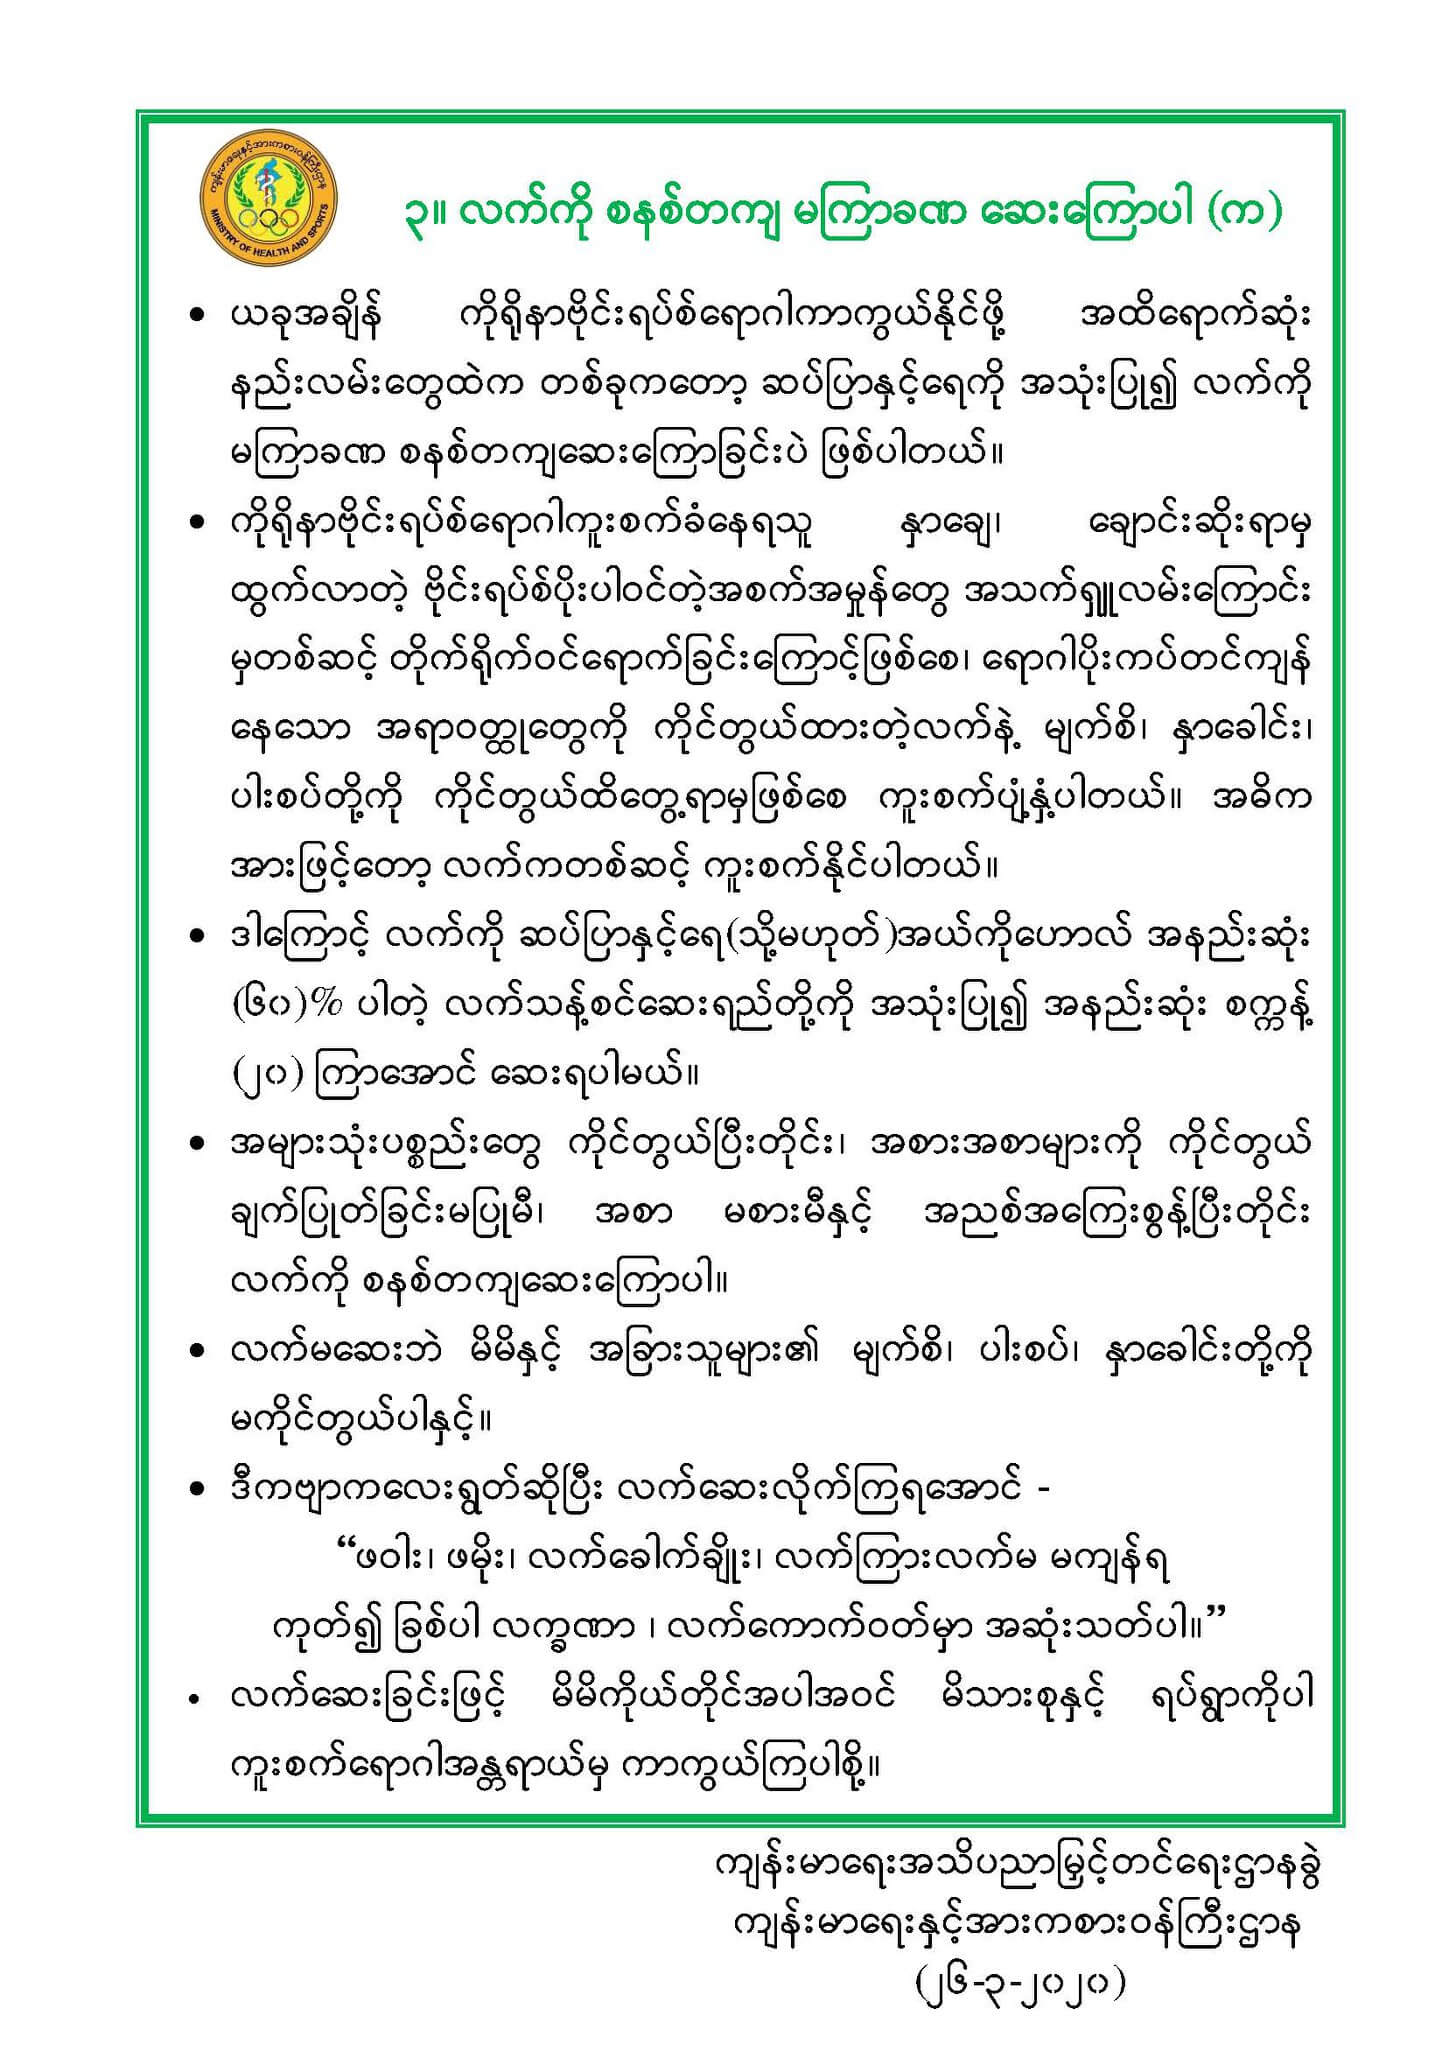 ကျန်းမာရေးနှင့်အားကစားဝန်ကြီးဌာန
MINISTRY OF HEALTH AND SPORTS
၃။ လက်ကို စနစ်တကျ မကြာခဏ ဆေးကြောပါ (က)
• ယခုအချိန် ကိုရိုနာဗိုင်းရပ်စ်ရောဂါကာကွယ်နိုင်ဖို့ အထိရောက်ဆုံး
နည်းလမ်းတွေထဲက တစ်ခုကတော့ ဆပ်ပြာနှင့်ရေကို အသုံးပြု၍ လက်ကို
မကြာခဏ စနစ်တကျဆေးကြောခြင်းပဲ ဖြစ်ပါတယ်။
• ကိုရိုနာဗိုင်းရပ်စ်ရောဂါကူးစက်ခံနေရသူ နှာချေ၊ ချောင်းဆိုးရာမှ
ထွက်လာတဲ့ ဗိုင်းရပ်စ်ပိုးပါဝင်တဲ့အစက်အမှုန်တွေ အသက်ရှူလမ်းကြောင်း
မှတစ်ဆင့် တိုက်ရိုက်ဝင်ရောက်ခြင်းကြောင့်ဖြစ်စေ၊ ရောဂါပိုးကပ်တင်ကျန်
နေသော အရာဝတ္ထုတွေကို ကိုင်တွယ်ထားတဲ့လက်နဲ့ မျက်စိ၊ နှာခေါင်း၊
ပါးစပ်တို့ကို ကိုင်တွယ်ထိတွေ့ရာမှဖြစ်စေ ကူးစက်ပျံ့နှံ့ပါတယ်။ အဓိက
အားဖြင့်တော့ လက်ကတစ်ဆင့် ကူးစက်နိုင်ပါတယ်။
• ဒါကြောင့် လက်ကို ဆပ်ပြာနှင့်ရေ(သို့မဟုတ်)အယ်ကိုဟောလ် အနည်းဆုံး
(၆၀)% ပါတဲ့ လက်သန့်စင်ဆေးရည်တို့ကို အသုံးပြု၍ အနည်းဆုံး စက္ကန့်
(၂၀) ကြာအောင် ဆေးရပါမယ်။
• အများသုံးပစ္စည်းတွေ ကိုင်တွယ်ပြီးတိုင်း၊ အစားအစာများကို ကိုင်တွယ်
ချက်ပြုတ်ခြင်းမပြုမီ၊ အစာ မစားမီနှင့် အညစ်အကြေးစွန့်ပြီးတိုင်း
လက်ကို စနစ်တကျဆေးကြောပါ။
• လက်မဆေးဘဲ မိမိနှင့် အခြားသူများ၏ မျက်စိ၊ ပါးစပ်၊ နှာခေါင်းတို့ကို
မကိုင်တွယ်ပါနှင့်။
• ဒီကဗျာကလေးရွတ်ဆိုပြီး လက်ဆေးလိုက်ကြရအောင် -
“ဖဝါး၊ ဖမိုး၊ လက်ခေါက်ချိုး၊ လက်ကြားလက်မ မကျန်ရ
ကုတ်၍ ခြစ်ပါ လက္ခဏာ ၊ လက်ကောက်ဝတ်မှာ အဆုံးသတ်ပါ။”
• လက်ဆေးခြင်းဖြင့် မိမိကိုယ်တိုင်အပါအဝင် မိသားစုနှင့် ရပ်ရွာကိုပါ
ကူးစက်ရောဂါအန္တရာယ်မှ ကာကွယ်ကြပါစို့။
ကျန်းမာရေးအသိပညာမြှင့်တင်ရေးဌာနခွဲ
ကျန်းမာရေးနှင့်အားကစားဝန်ကြီးဌာန
(၂၆-၃-၂၀၂၀)